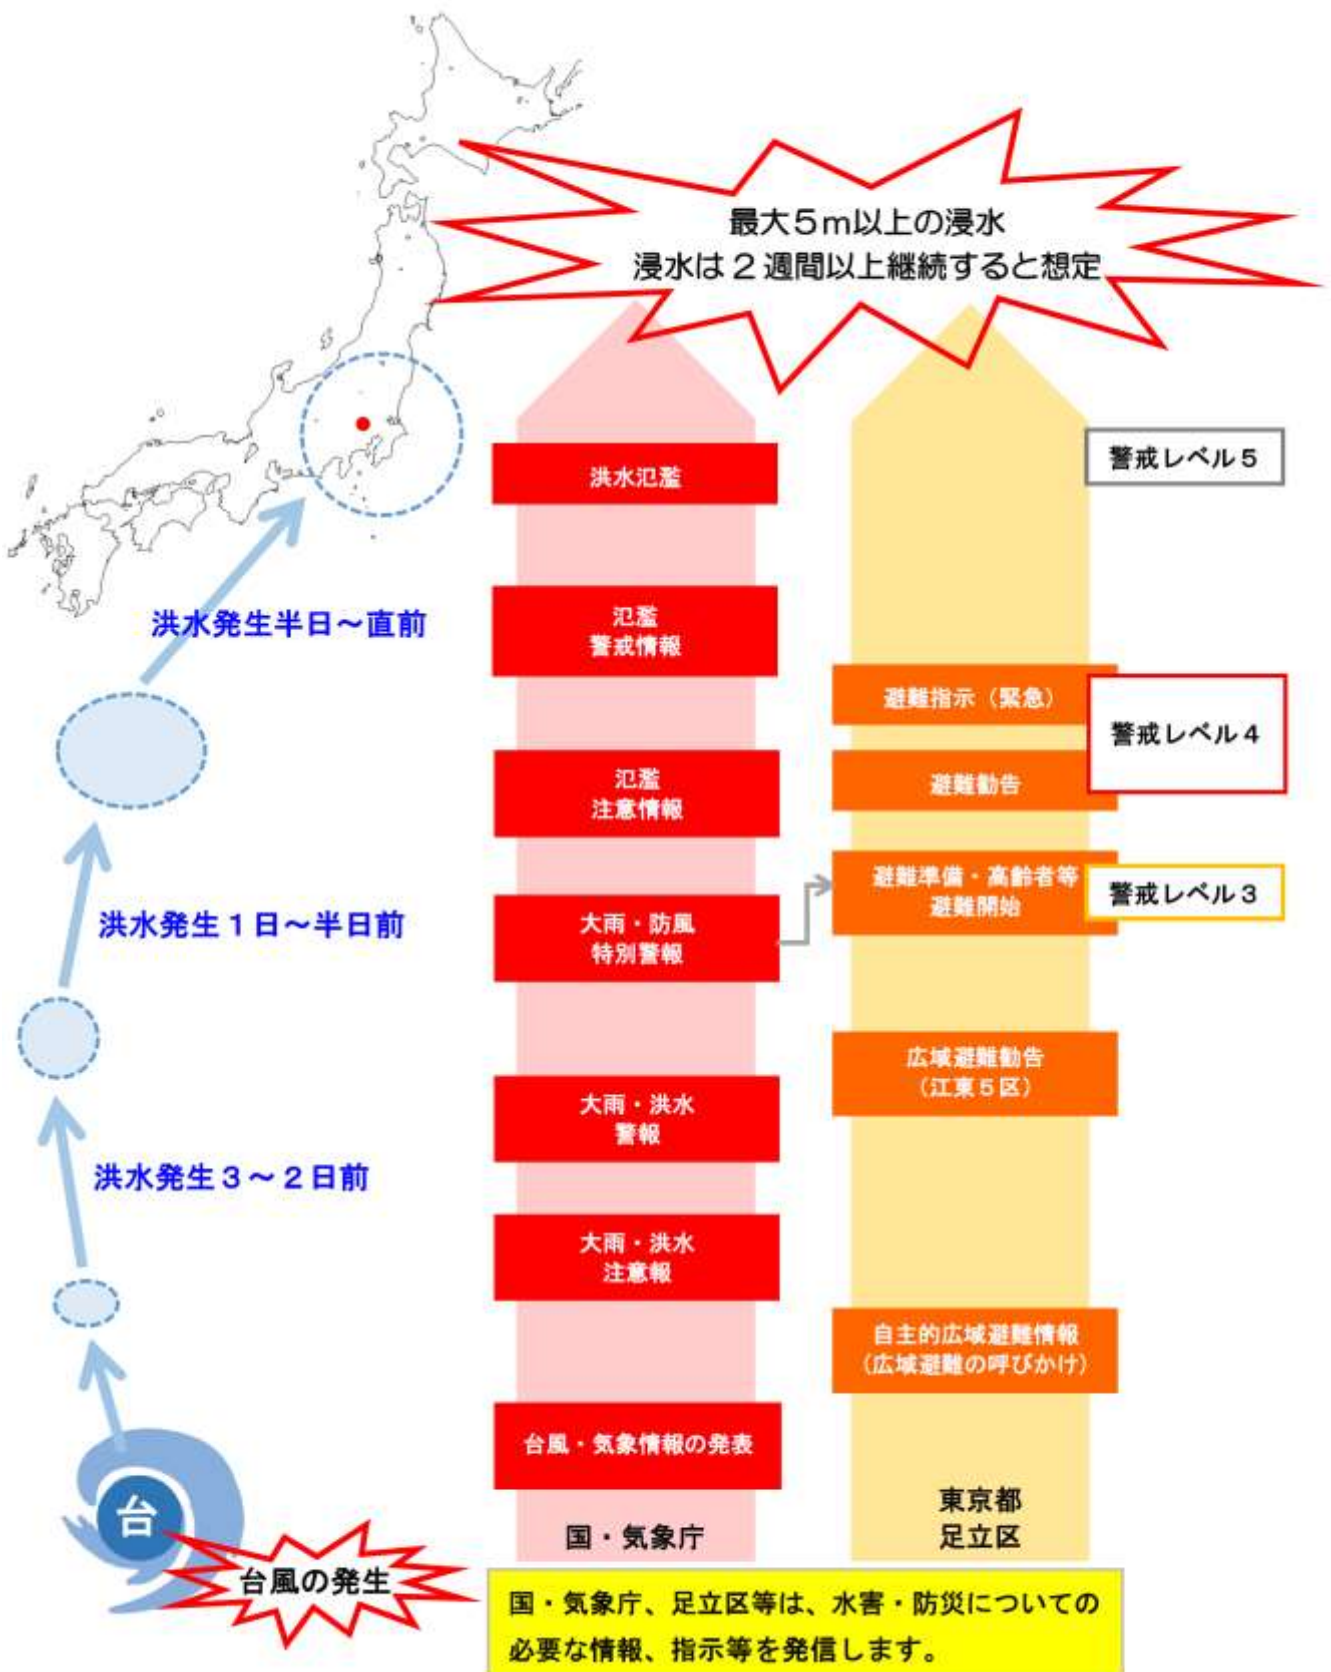 最大5m以上の浸水
浸水は2週間以上継続すると想定
警戒レベル5
洪水氾濫
氾濫
警戒情報
洪水発生半日～直前
避難指示（緊急）
警戒レベル4
氾濫
注意情報
避難勧告
避難準備・高齢者等
避難開始
警戒レベル3
洪水発生1日～半日前
大雨・防風
特別警報
広域避難勧告
（江東5区）
大雨・洪水
警報
洪水発生3～2日前
大雨・洪水
注意報
自主的広域避難情報
（広域避難の呼びかけ）
台風・気象情報の発表
台
東京都
足立区
国・気象庁
台風の発生
国・気象庁、足立区等は、水害・防災についての
必要な情報、指示等を発信します。